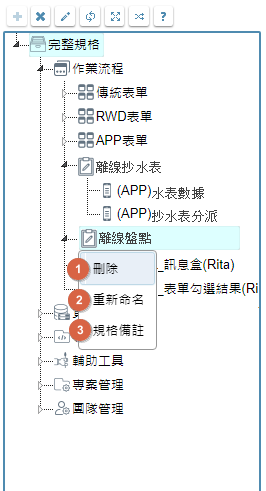 ?
完整規格
作業流程
傳統表單
RWD表單
APP表單
離線抄水表
(APP)水表數據
(APP)抄水表分派
離線盤點
1 刪除
_訊息盒(Rita)
2 重新命名
_表單勾選結果(Ri
3 規格備註
輔助工具
專案管理
團隊管理